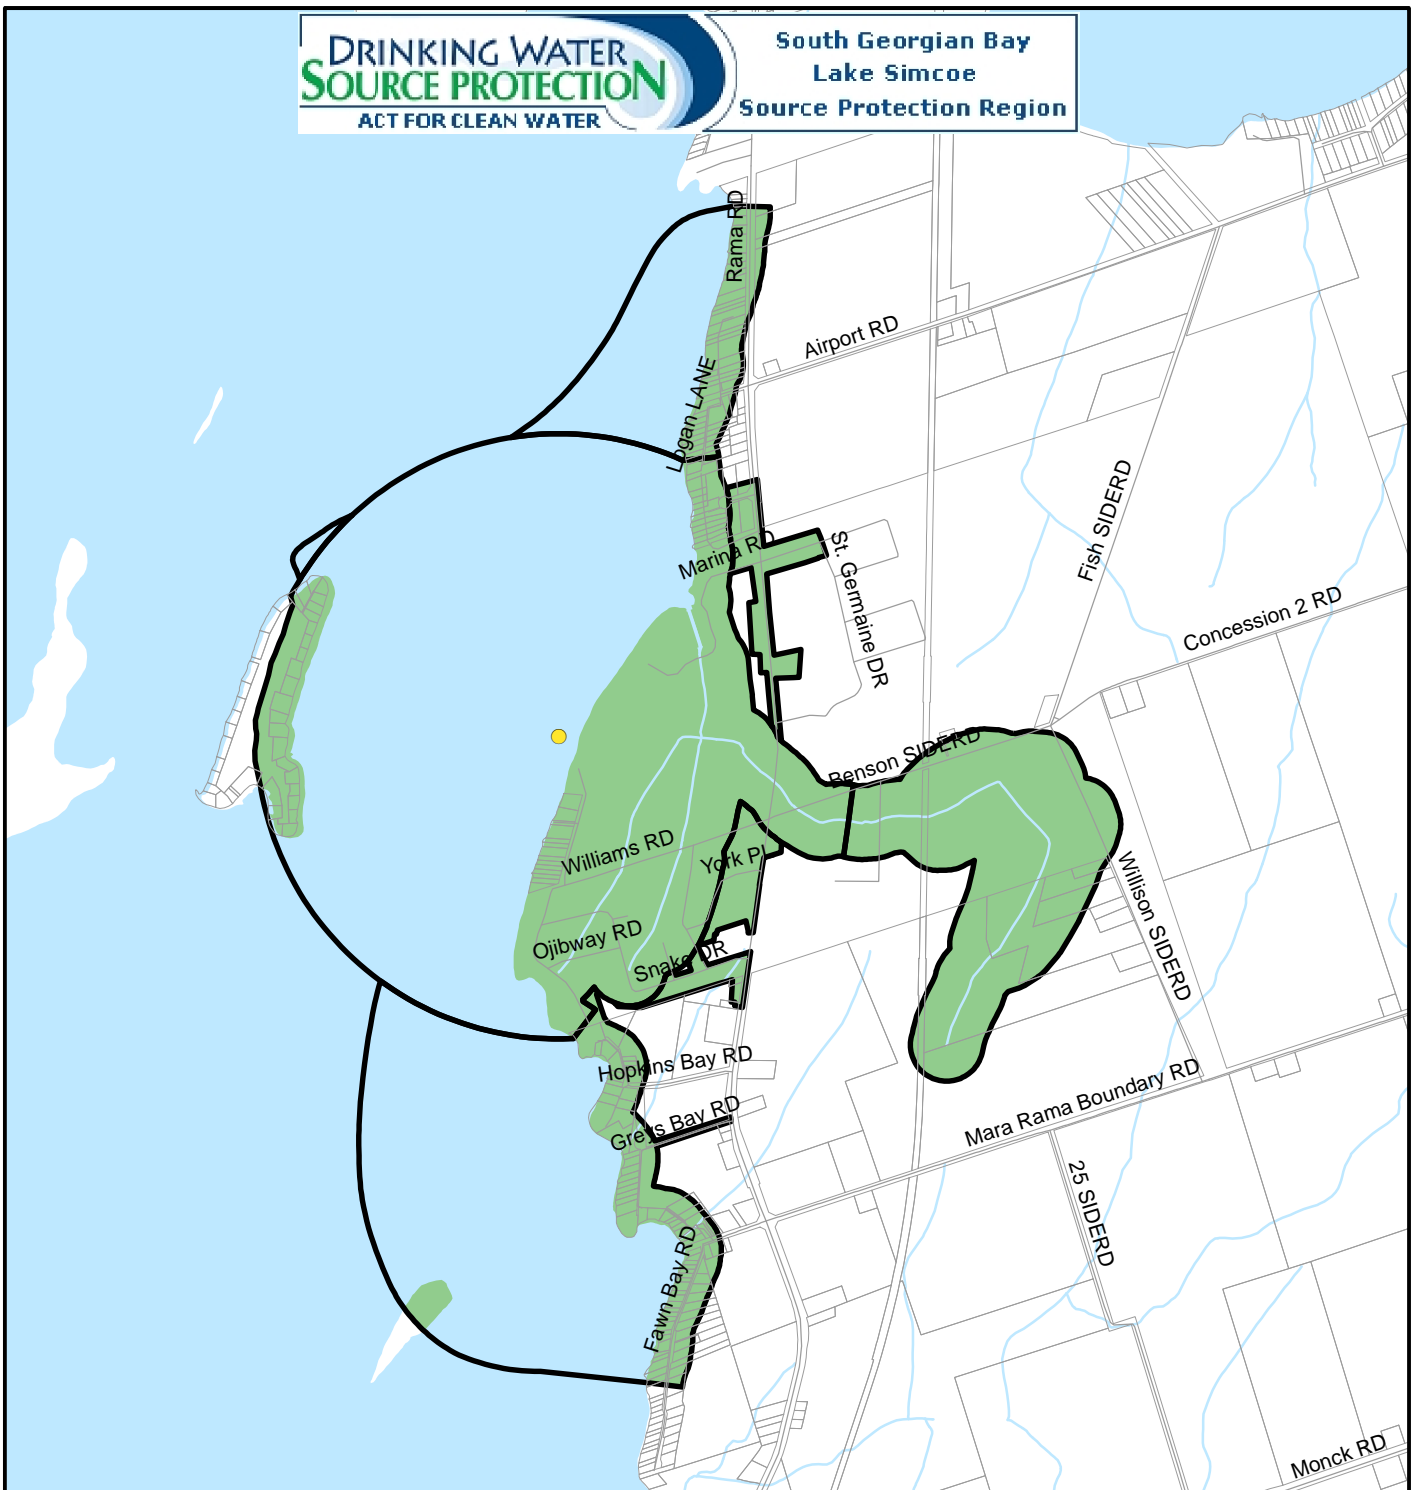 DRINKING WATER
SOURCE PROTECTION
ACT FOR CLEAN WATER
South Georgian Bay
Lake Simcoe
Source Protection Region
Rama RD
Airport RD
Logan LANE
Fish SIDERD
Marina RD
St. Germaine DR
Concession 2 RD
Benson SIDERD
Williams RD
York PL
Willison SIDERD
Ojibway RD
Snake DR
Hopkins Bay RD
Greys Bay RD
Mara Rama Boundary RD
25 SIDERD
Fawn Bay RD
Monck RD